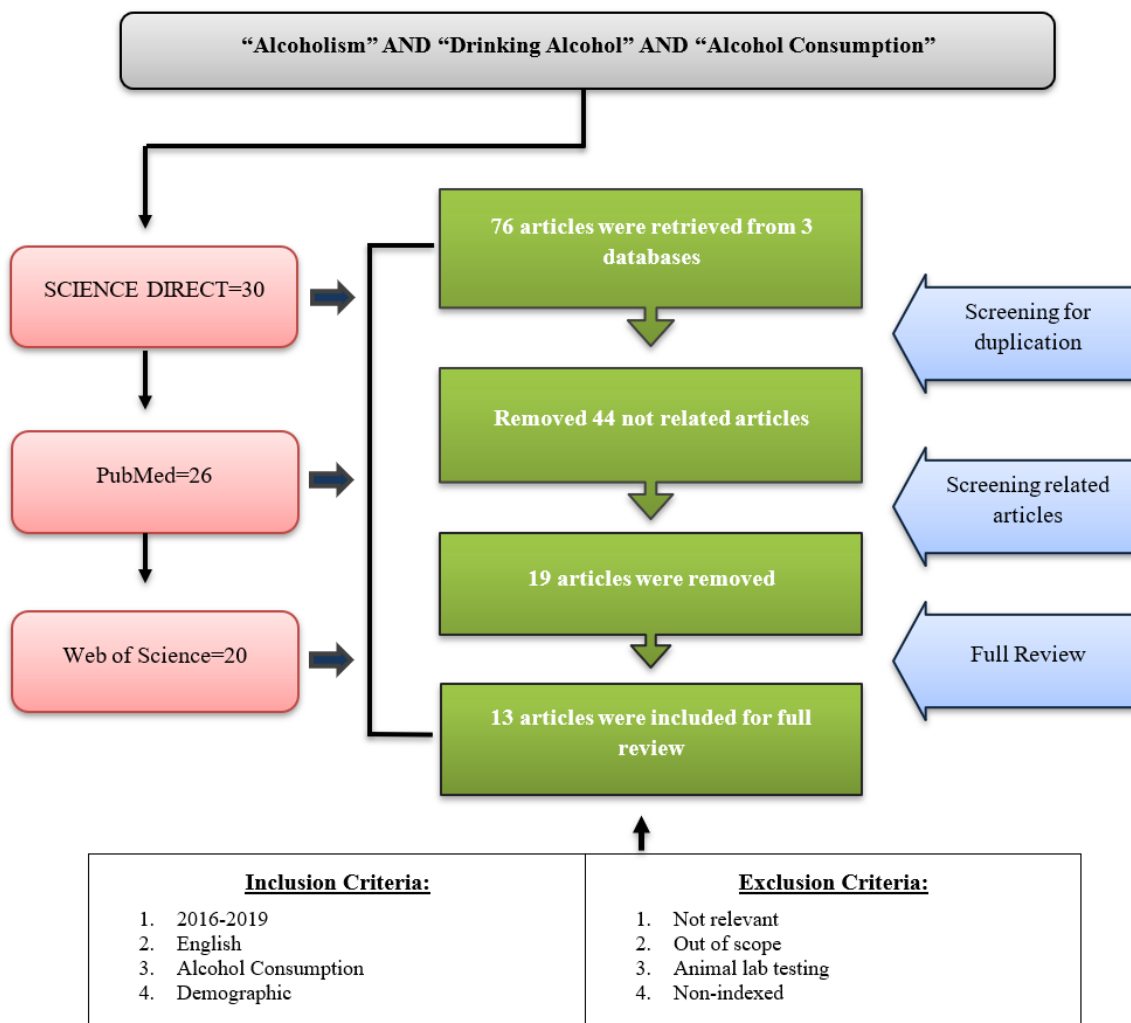 “Alcoholism” AND “Drinking Alcohol” AND “Alcohol Consumption”
SCIENCE DIRECT=30
PubMed=26
Web of Science=20
76 articles were retrieved from 3
databases
Removed 44 not related articles
19 articles were removed
13 articles were included for full
review
Screening for
duplication
Screening related
articles
Full Review
Inclusion Criteria:
1. 2016-2019
2. English
3. Alcohol Consumption
4. Demographic
Exclusion Criteria:
1. Not relevant
2. Out of scope
3. Animal lab testing
4. Non-indexed